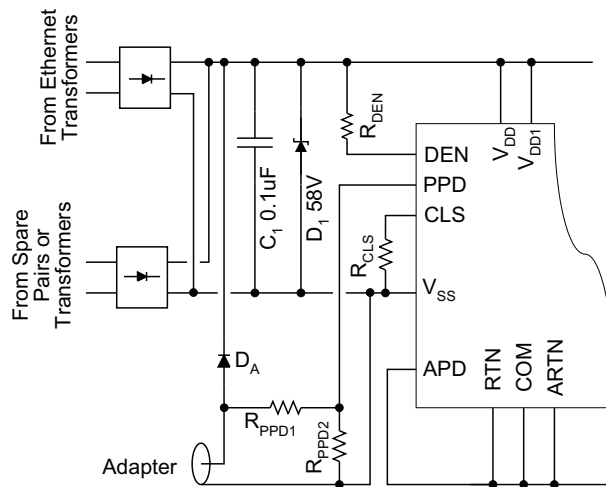 From Ethernet
Transformers
From Spare
Pairs or
Transformers
C1 0.1uF
D1 58V
RDEN
RCLS
DEN
PPD
CLS
VSS
APD
VDD
VDD1
RTN
COM
ARTN
DA
RPPD1
RPPD2
Adapter